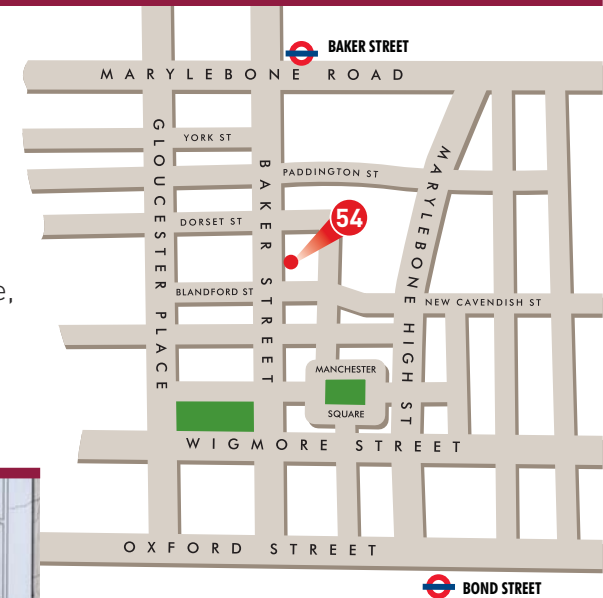 BAKER STREET
MARYLEBONE ROAD
GLOUCESTER PLACE
YORK ST
BAKER STREET
PADDINGTON ST
MARYLEBONE HIGH ST
DORSET ST
54
e,
BLANDFORD ST
NEW CAVENDISH ST
MANCHESTER
SQUARE
WIGMORE STREET
OXFORD STREET
BOND STREET